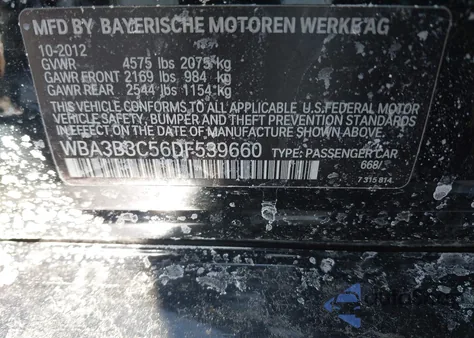 MFD BY BAYERISCHE MOTOREN WERKE AG
10-2012
GVWR 4575 lbs 2075 kg
GAWR FRONT 2169 lbs 984 kg
GAWR REAR 2544 lbs 1154 kg
THIS VEHICLE CONFORMS TO ALL APPLICABLE U.S.FEDERAL MOTOR
VEHICLE SAFETY, BUMPER AND THEFT PREVENTION STANDARDS
IN EFFECT ON THE DATE OF MANUFACTURE
SHOWN ABOVE.
WBA3B3C56DF539660 TYPE: PASSENGER CAR
668/
7 315 814